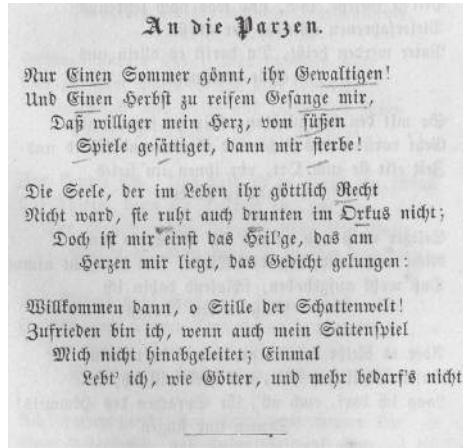 An die Parzen.
Nur Einen Sommer gönnt, ihr Gewaltigen!
Und Einen Herbst zu reifem Gesange mir,
Daß williger mein Herz, vom süßen
Spiele gesättiget, dann mir sterbe!
Die Seele, der im Leben ihr göttlich Recht
Nicht ward, sie ruht auch drunten im Orkus nicht;
Doch ist mir einst das Heil'ge, das am
Herzen mir liegt, das Gedicht gelungen:
Willkommen dann, o Stille der Schattenwelt!
Zufrieden bin ich, wenn auch mein Saitenspiel
Mich nicht hinabgeleitet; Einmal
Lebt' ich, wie Götter, und mehr bedarf's nicht